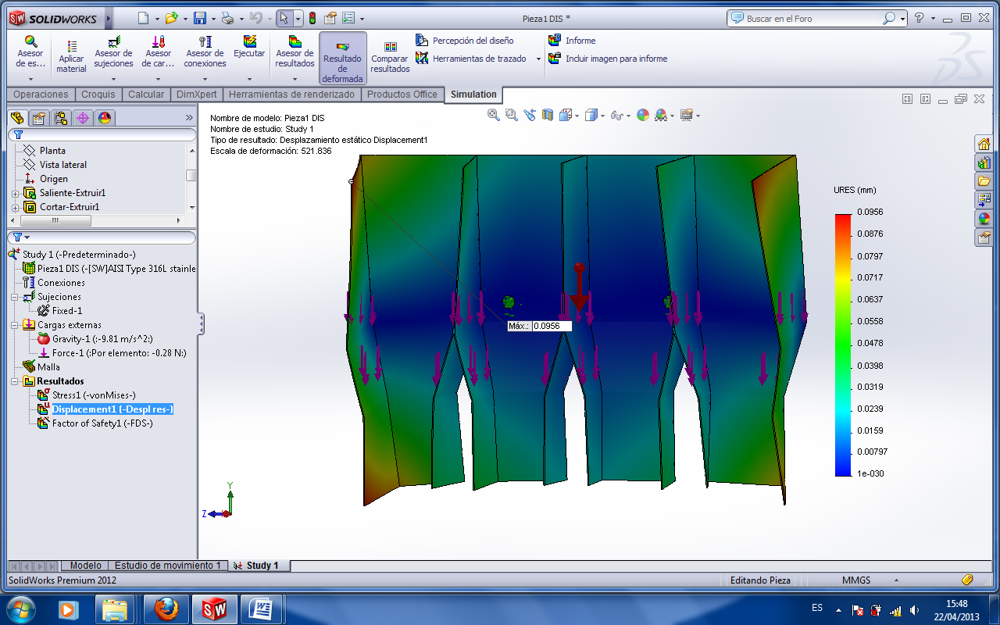 SOLIDWORKS
Pieza1 DIS *
Buscar en el Foro
Asesor de es...
Aplicar material
Asesor de sujeciones
Asesor de car...
Asesor de conexiones
Ejecutar
Asesor de resultados
Resultado de deformada
Comparar resultados
Percepción del diseño
Herramientas de trazado
Informe
Incluir imagen para informe
Operaciones
Croquis
Calcular
DimXpert
Herramientas de renderizado
Productos Office
Simulation
Planta
Vista lateral
Origen
Saliente-Extruir1
Cortar-Extruir1
Study 1 (-Predeterminado-)
Pieza1 DIS (-[SW]AISI Type 316L stainle
Conexiones
Sujeciones
Fixed-1
Cargas externas
Gravity-1 (:-9.81 m/s^2:)
Force-1 (:Por elemento: -0.28 N:)
Malla
Resultados
Stress1 (-vonMises-)
Displacement1 (-Despl res-)
Factor of Safety1 (-FDS-)
Nombre de modelo: Pieza1 DIS
Nombre de estudio: Study 1
Tipo de resultado: Desplazamiento estático Displacement1
Escala de deformación: 521.836
Máx.: 0.0956
URES (mm)
0.0956
0.0876
0.0797
0.0717
0.0637
0.0558
0.0478
0.0398
0.0319
0.0239
0.0159
0.00797
1e-030
Y
Z
Modelo
Estudio de movimiento 1
Study 1
SolidWorks Premium 2012
Editando Pieza
MMGS
ES
15:48
22/04/2013